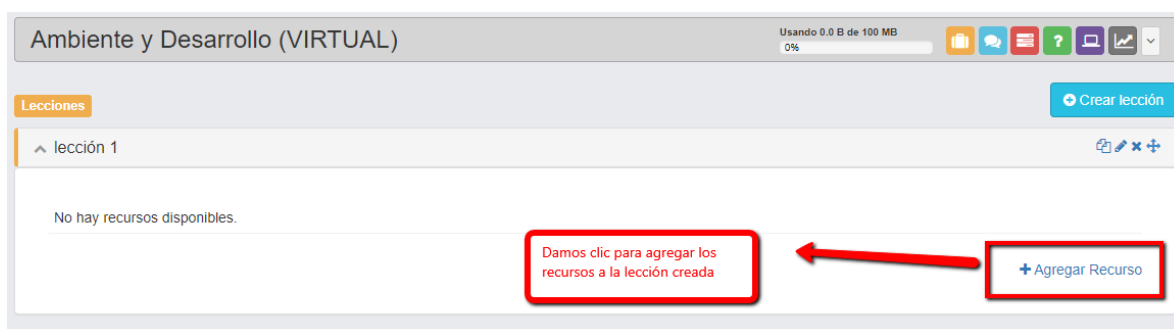 Ambiente y Desarrollo (VIRTUAL)
Usando 0.0 B de 100 MB
0%
?
Lecciones
Crear lección
lección 1
No hay recursos disponibles.
Damos clic para agregar los
recursos a la lección creada
+ Agregar Recurso